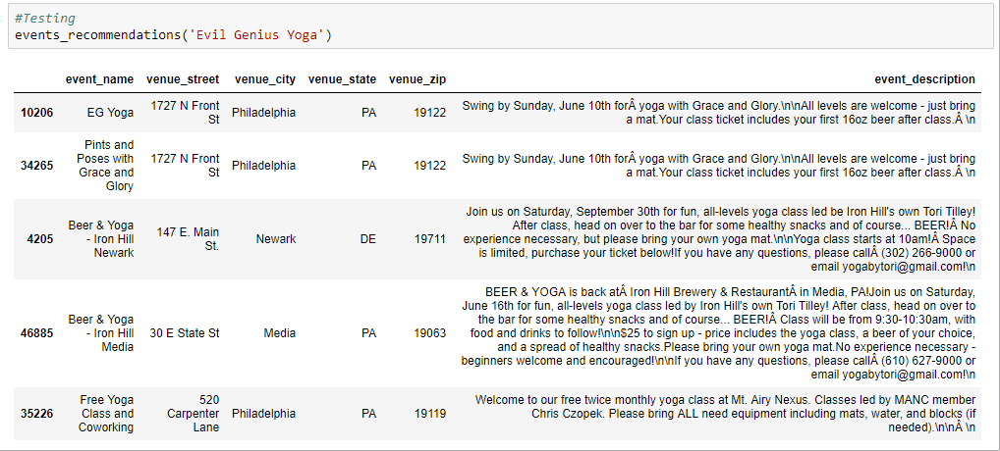 #Testing
events_recommendations('Evil Genius Yoga')
event_name venue_street venue_city venue_state venue_zip event_description
10206 EG Yoga 1727 N Front St Philadelphia PA 19122 Swing by Sunday, June 10th forÂ yoga with Grace and Glory.\n\nAll levels are welcome - just bring
a mat.Your class ticket includes your first 16oz beer after class.Â \n
34265 Pints and Poses with Grace and Glory 1727 N Front St Philadelphia PA 19122 Swing by Sunday, June 10th forÂ yoga with Grace and Glory.\n\nAll levels are welcome - just bring
a mat.Your class ticket includes your first 16oz beer after class.Â \n
4205 Beer & Yoga - Iron Hill Newark 147 E. Main St. Newark DE 19711 Join us on Saturday, September 30th for fun, all-levels yoga class led be Iron Hill's own Tori Tilley!
After class, head on over to the bar for some healthy snacks and of course... BEER!Â No
experience necessary, but please bring your own yoga mat.\n\nYoga class starts at 10am!Â Space
is limited, purchase your ticket below!If you have any questions, please callÂ (302) 266-9000 or
email yogabytori@gmail.com!\n
46885 Beer & Yoga - Iron Hill Media 30 E State St Media PA 19063 BEER & YOGA is back atÂ Iron Hill Brewery & RestaurantÂ in Media, PA!Join us on Saturday,
June 16th for fun, all-levels yoga class led by Iron Hill's own Tori Tilley! After class, head on over to
the bar for some healthy snacks and of course... BEER!Â Class will be from 9:30-10:30am, with
food and drinks to follow!\n\n$25 to sign up - price includes the yoga class, a beer of your choice,
and a spread of healthy snacks.Please bring your own yoga mat.No experience necessary -
beginners welcome and encouraged!\n\nIf you have any questions, please callÂ (610) 627-9000 or
email yogabytori@gmail.com!\n
35226 Free Yoga Class and Coworking 520 Carpenter Lane Philadelphia PA 19119 Welcome to our free twice monthly yoga class at Mt. Airy Nexus. Classes led by MANC member
Chris Czopek. Please bring ALL need equipment including mats, water, and blocks (if
needed).\n\nÂ \n